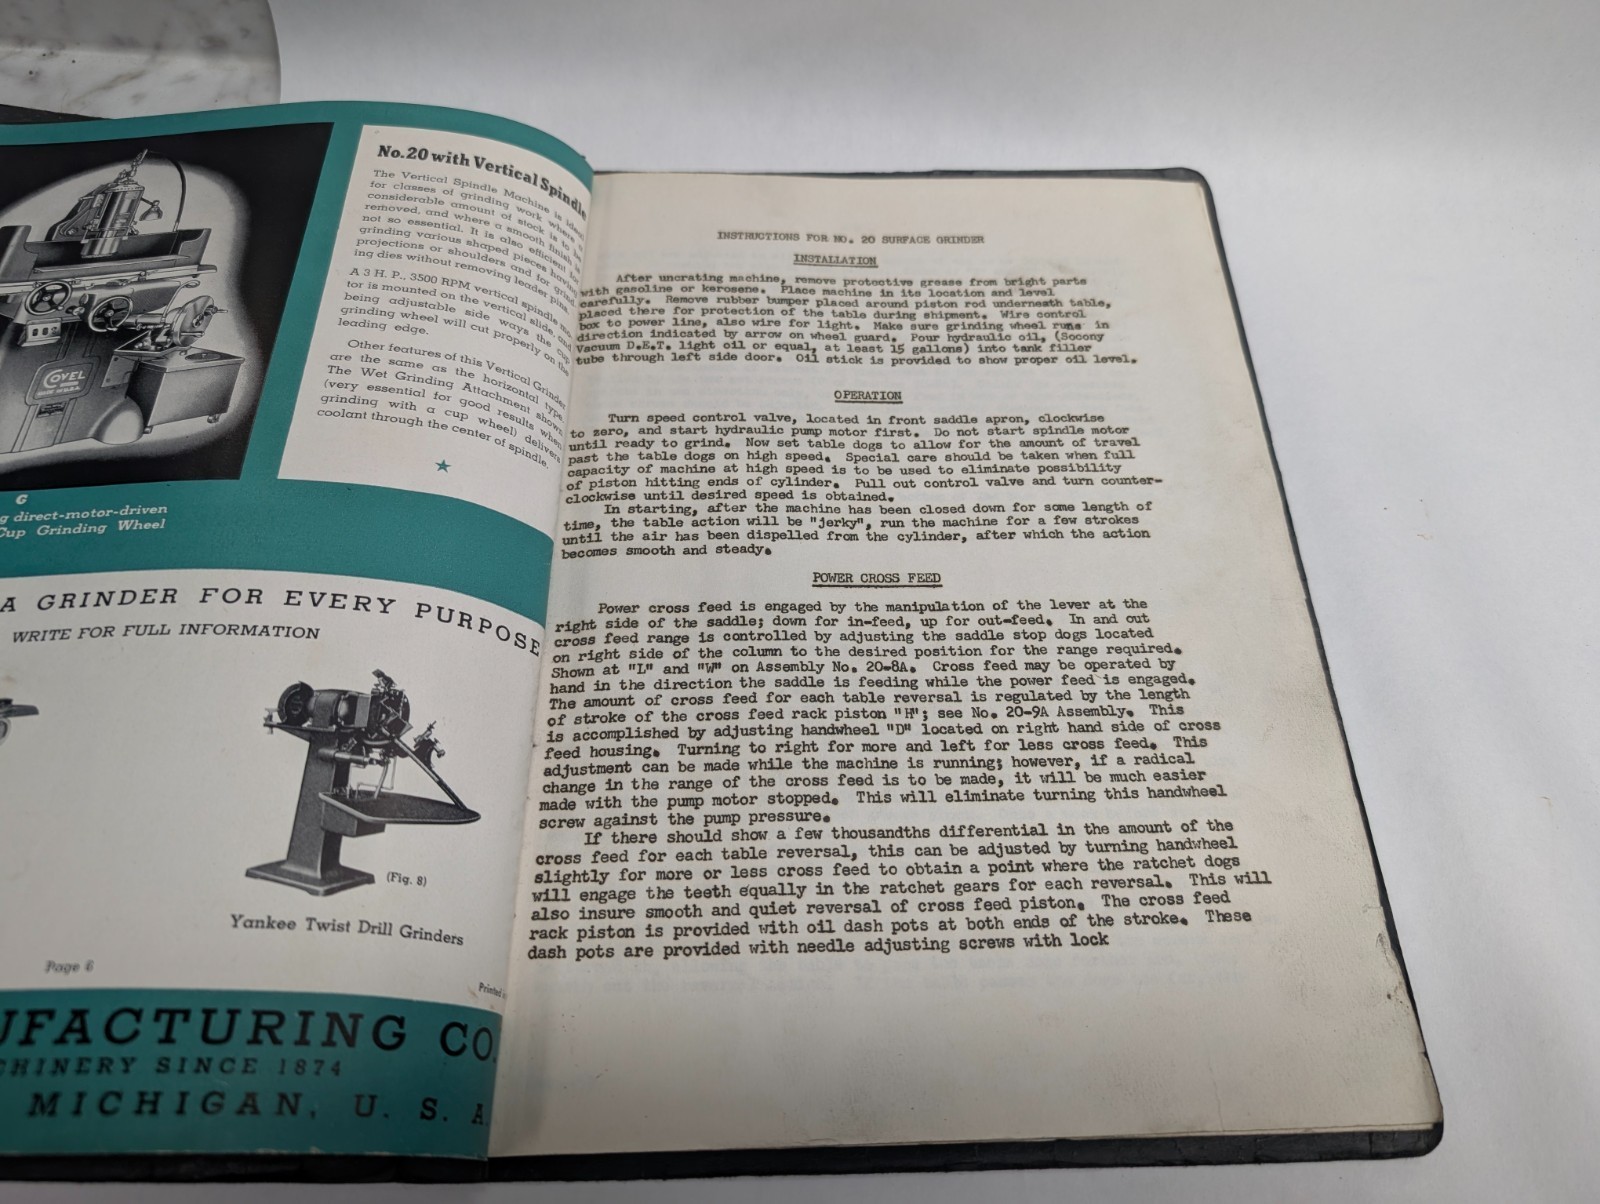 No. 20 with Vertical Spindle
The Vertical Spindle Machine is ideal
for classes of grinding work where a
considerable amount of stock is to be
removed, and where a smooth finish is
not so essential. It is also efficient for
grinding various shaped pieces having
projections or shoulders and for grind-
ing dies without removing leader pins.
A 3 H. P., 3500 RPM vertical spindle mo-
tor is mounted on the vertical slide, and
being adjustable side ways the cup
grinding wheel will cut properly on the
leading edge.
Other features of this Vertical Grinder
are the same as the horizontal type.
The Wet Grinding Attachment shown
(very essential for good results when
grinding with a cup wheel) delivers
coolant through the center of spindle.
COVEL
G
g direct-motor-driven
Cup Grinding Wheel
A GRINDER FOR EVERY PURPOSE
WRITE FOR FULL INFORMATION
(Fig. 8)
Yankee Twist Drill Grinders
Page 6
Printed
UFACTURING CO.
CHINERY SINCE 1874
MICHIGAN, U. S. A.
INSTRUCTIONS FOR NO. 20 SURFACE GRINDER
INSTALLATION
After uncrating machine, remove protective grease from bright parts
with gasoline or kerosene. Place machine in its location and level
carefully. Remove rubber bumper placed around piston rod underneath table,
placed there for protection of the table during shipment. Wire control
box to power line, also wire for light. Make sure grinding wheel runs in
direction indicated by arrow on wheel guard. Pour hydraulic oil, (Socony
Vacuum D.E.T. light oil or equal, at least 15 gallons) into tank filler
tube through left side door. Oil stick is provided to show proper oil level.
OPERATION
Turn speed control valve, located in front saddle apron, clockwise
to zero, and start hydraulic pump motor first. Do not start spindle motor
until ready to grind. Now set table dogs to allow for the amount of travel
past the table dogs on high speed. Special care should be taken when full
capacity of machine at high speed is to be used to eliminate possibility
of piston hitting ends of cylinder. Pull out control valve and turn counter-
clockwise until desired speed is obtained.
In starting, after the machine has been closed down for some length of
time, the table action will be "jerky", run the machine for a few strokes
until the air has been dispelled from the cylinder, after which the action
becomes smooth and steady.
POWER CROSS FEED
Power cross feed is engaged by the manipulation of the lever at the
right side of the saddle; down for in-feed, up for out-feed. In and out
cross feed range is controlled by adjusting the saddle stop dogs located
on right side of the column to the desired position for the range required.
Shown at "L" and "W" on Assembly No. 20-8A. Cross feed may be operated by
hand in the direction the saddle is feeding while the power feed is engaged.
The amount of cross feed for each table reversal is regulated by the length
of stroke of the cross feed rack piston "H"; see No. 20-9A Assembly. This
is accomplished by adjusting handwheel "D" located on right hand side of cross
feed housing. Turning to right for more and left for less cross feed. This
adjustment can be made while the machine is running; however, if a radical
change in the range of the cross feed is to be made, it will be much easier
made with the pump motor stopped. This will eliminate turning this handwheel
screw against the pump pressure.
If there should show a few thousandths differential in the amount of the
cross feed for each table reversal, this can be adjusted by turning handwheel
slightly for more or less cross feed to obtain a point where the ratchet dogs
will engage the teeth equally in the ratchet gears for each reversal. This will
also insure smooth and quiet reversal of cross feed piston. The cross feed
rack piston is provided with oil dash pots at both ends of the stroke. These
dash pots are provided with needle adjusting screws with lock